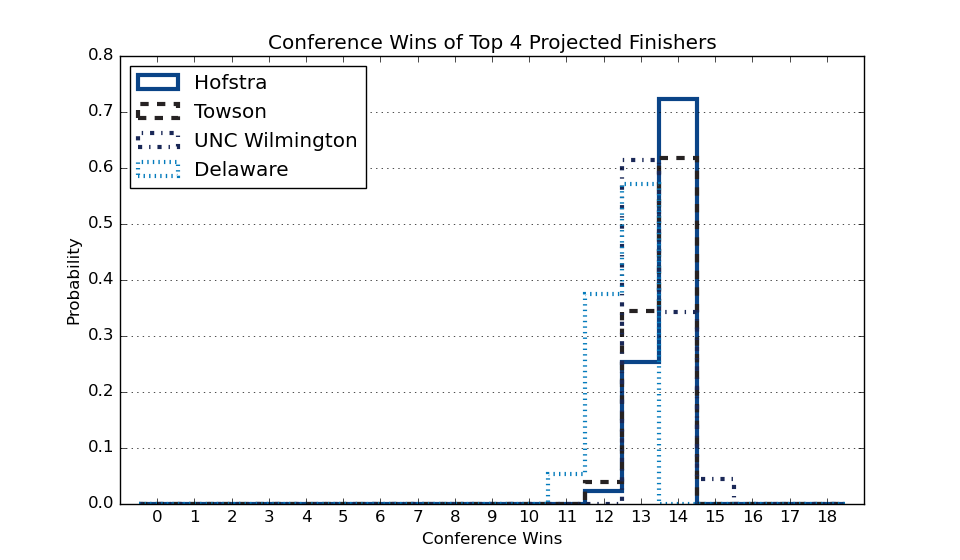 Conference Wins of Top 4 Projected Finishers
0.8
0.7
0.6
0.5
0.4
0.3
0.2
0.1
0.0
Probability
Hofstra
Towson
UNC Wilmington
Delaware
0 1 2 3 4 5 6 7 8 9 10 11 12 13 14 15 16 17 18
Conference Wins